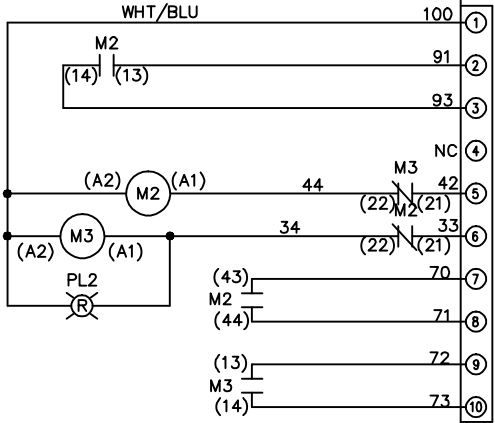 WHT/BLU 100 1
M2 91 2
(14) (13)
93 3
NC 4
M3
(A2) M2 (A1) 44 42 5
(22) (21)
M2
M3 34 33 6
(A2) (A1) (22) (21)
PL2
R
(43) 70 7
M2
(44) 71 8
(13) 72 9
M3
(14) 73 10